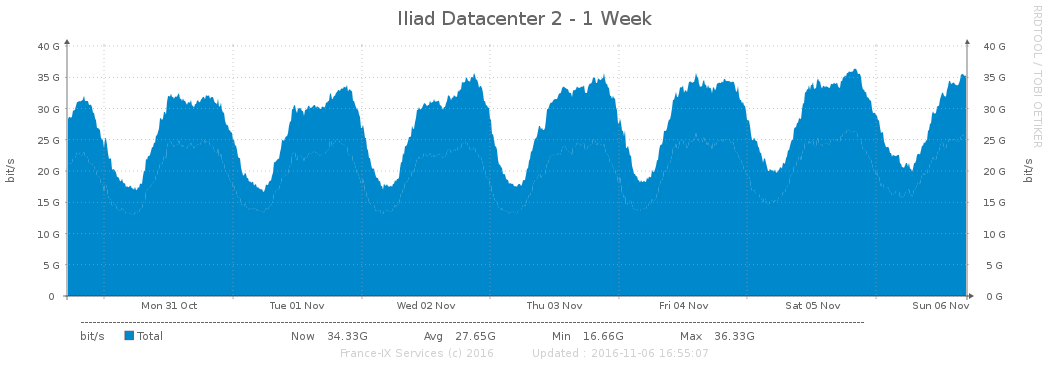 Iliad Datacenter 2 - 1 Week
RRDTOOL / TOBI OETIKER
40 G 40 G
35 G 35 G
30 G 30 G
25 G 25 G
20 G 20 G
15 G 15 G
10 G 10 G
5 G 5 G
0 0 G
bit/s bit/s
Mon 31 Oct Tue 01 Nov Wed 02 Nov Thu 03 Nov Fri 04 Nov Sat 05 Nov Sun 06 Nov
bit/s Total Now 34.33G Avg 27.65G Min 16.66G Max 36.33G
France-IX Services (c) 2016 Updated : 2016-11-06 16:55:07